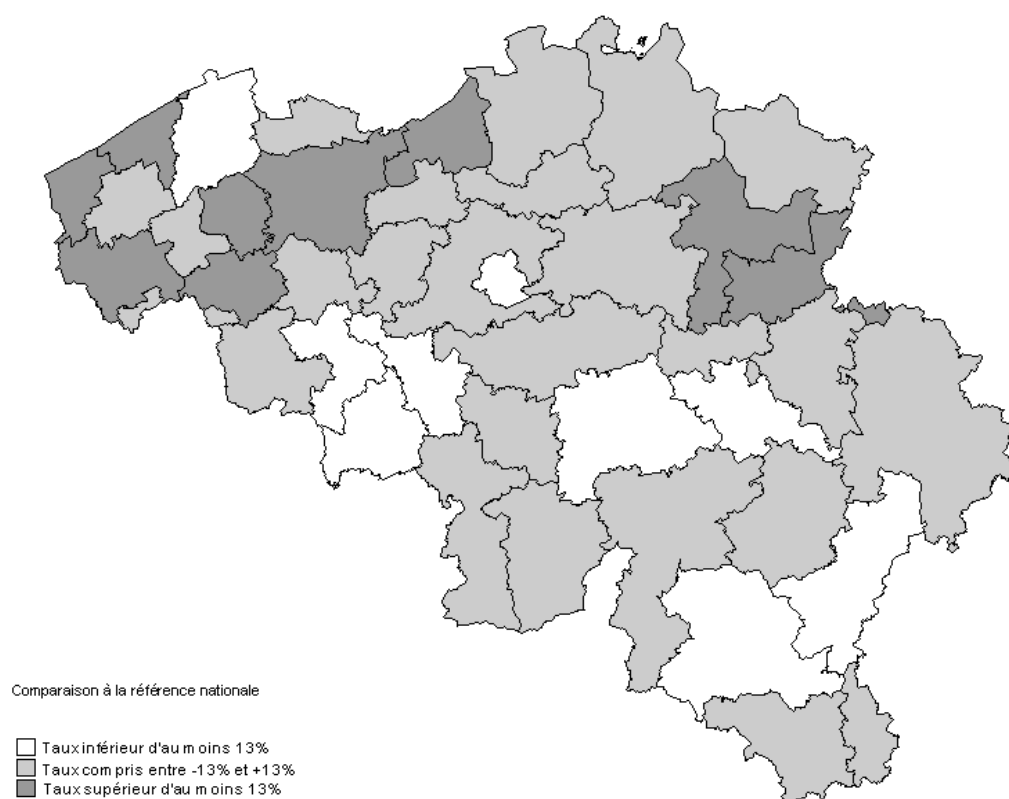 Comparaison à la référence nationale
Taux inférieur d'au moins 13%
Taux compris entre -13% et +13%
Taux supérieur d'au moins 13%